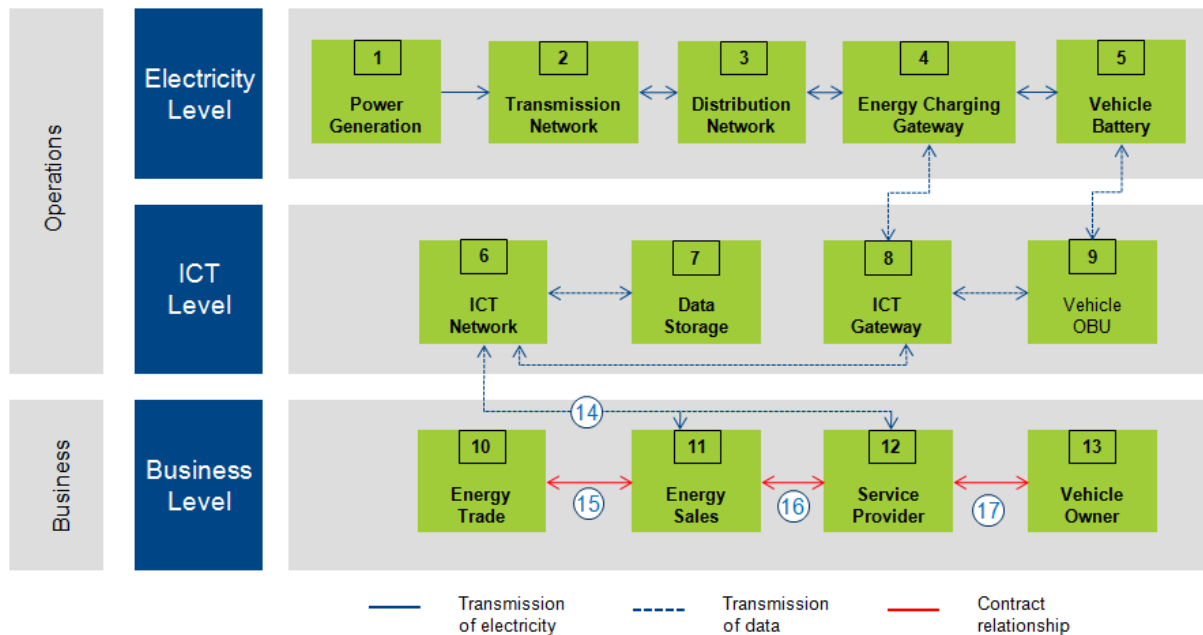 Operations
Electricity
Level
1
Power
Generation
2
Transmission
Network
3
Distribution
Network
4
Energy Charging
Gateway
5
Vehicle
Battery
ICT
Level
6
ICT
Network
7
Data
Storage
8
ICT
Gateway
9
Vehicle
OBU
Business
Business
Level
14
10
Energy
Trade
15
11
Energy
Sales
16
12
Service
Provider
17
13
Vehicle
Owner
Transmission
of electricity
Transmission
of data
Contract
relationship